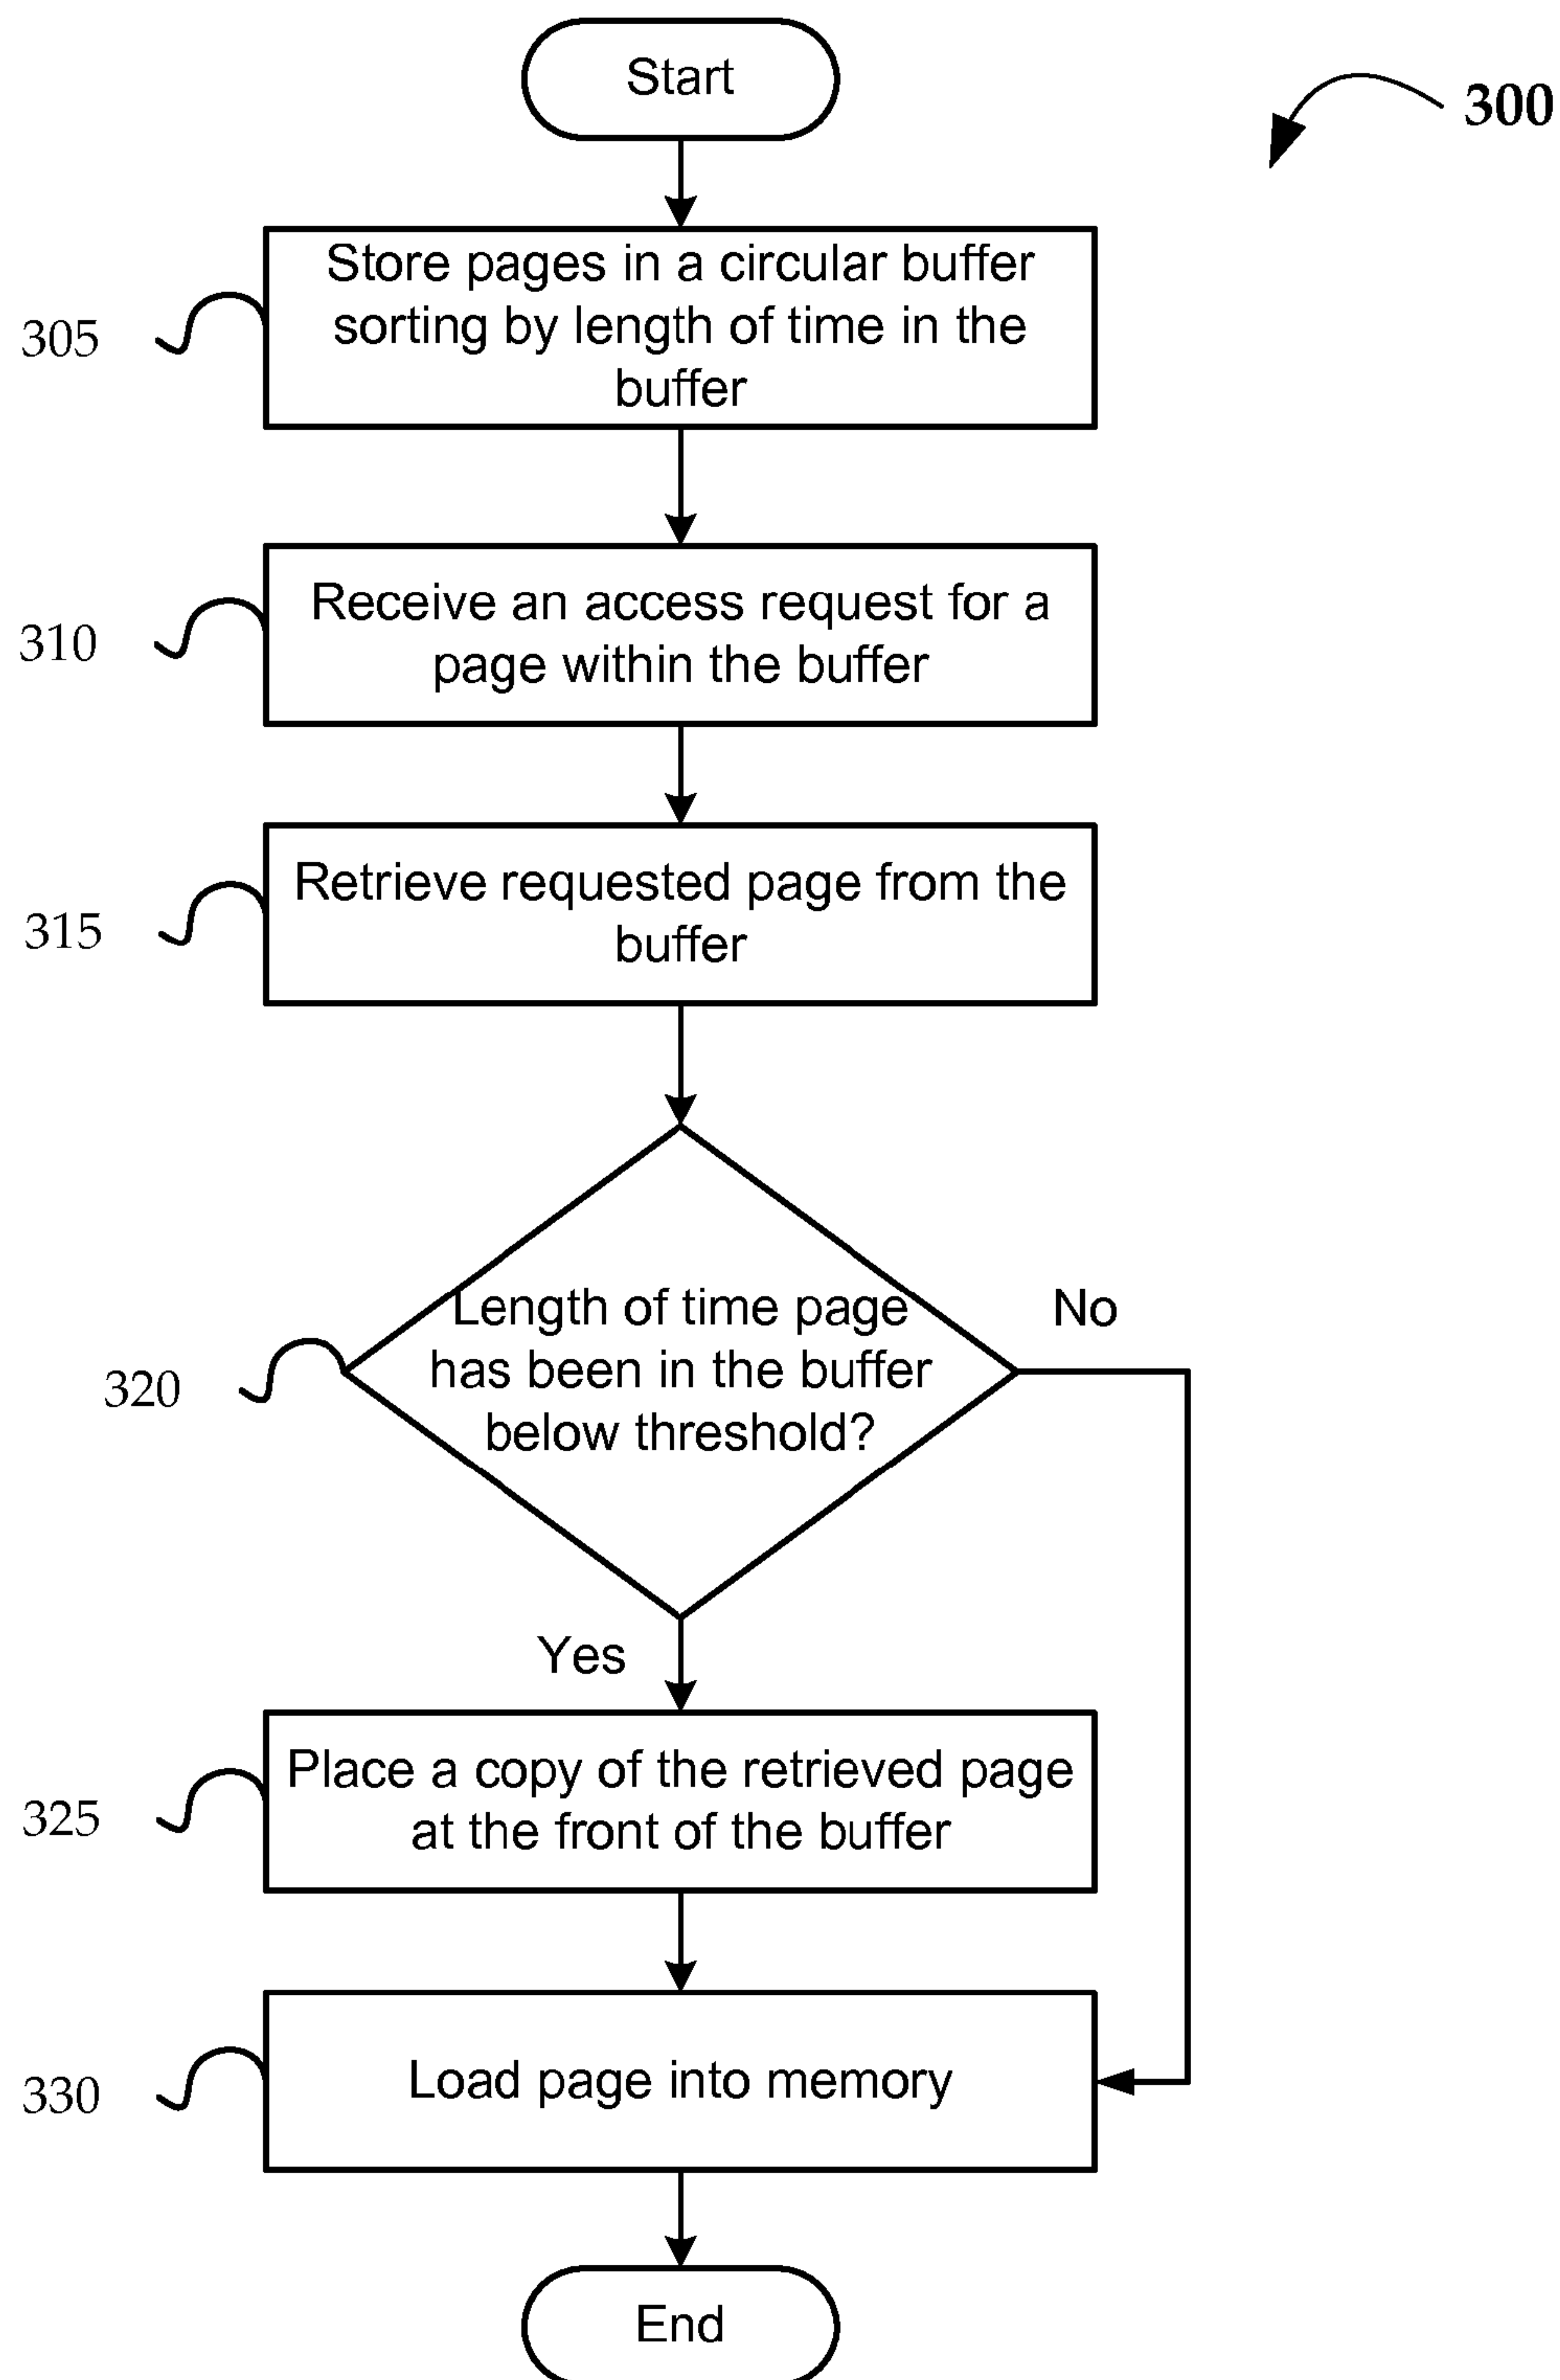 Start
300
Store pages in a circular buffer
sorting by length of time in the
buffer
305
Receive an access request for a
page within the buffer
310
Retrieve requested page from the
buffer
315
Length of time page
has been in the buffer
below threshold?
No
320
Yes
Place a copy of the retrieved page
at the front of the buffer
325
Load page into memory
330
End